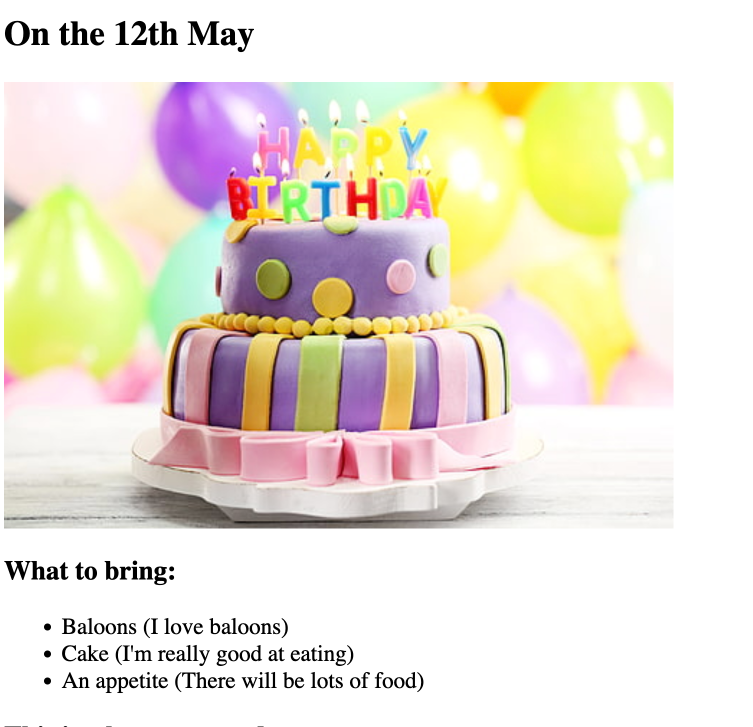 On the 12th May
HAPPY
BIRTHDAY
What to bring:
Baloons (I love baloons)
Cake (I'm really good at eating)
An appetite (There will be lots of food)